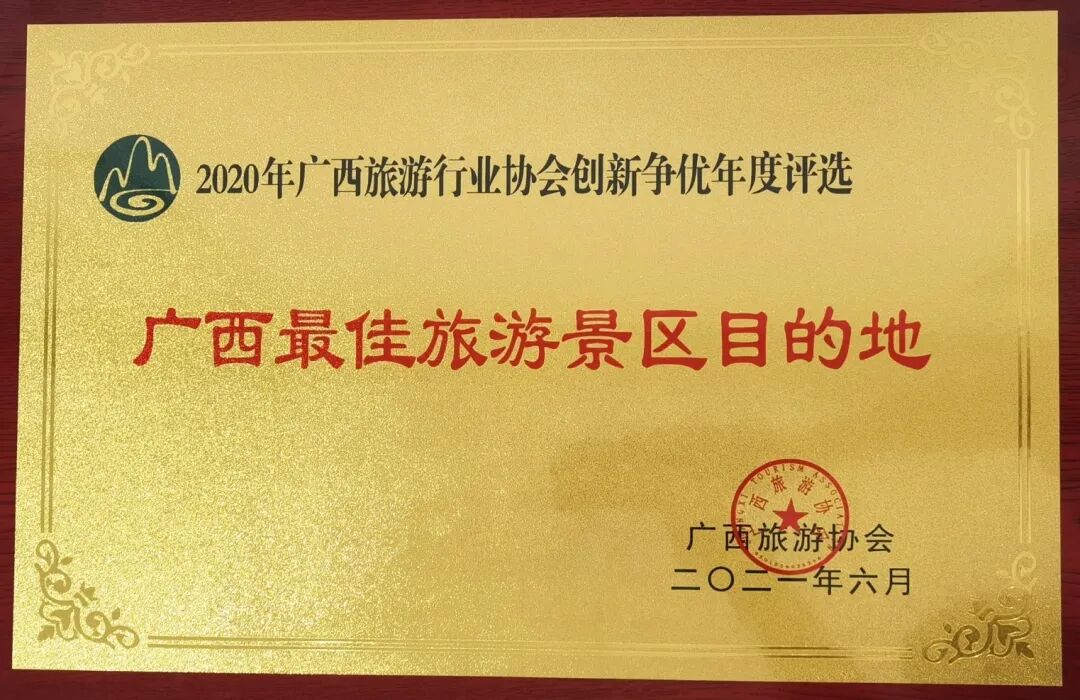 2020年广西旅游行业协会创新争优年度评选
广西最佳旅游景区目的地
广西旅游协会
二〇二一年六月